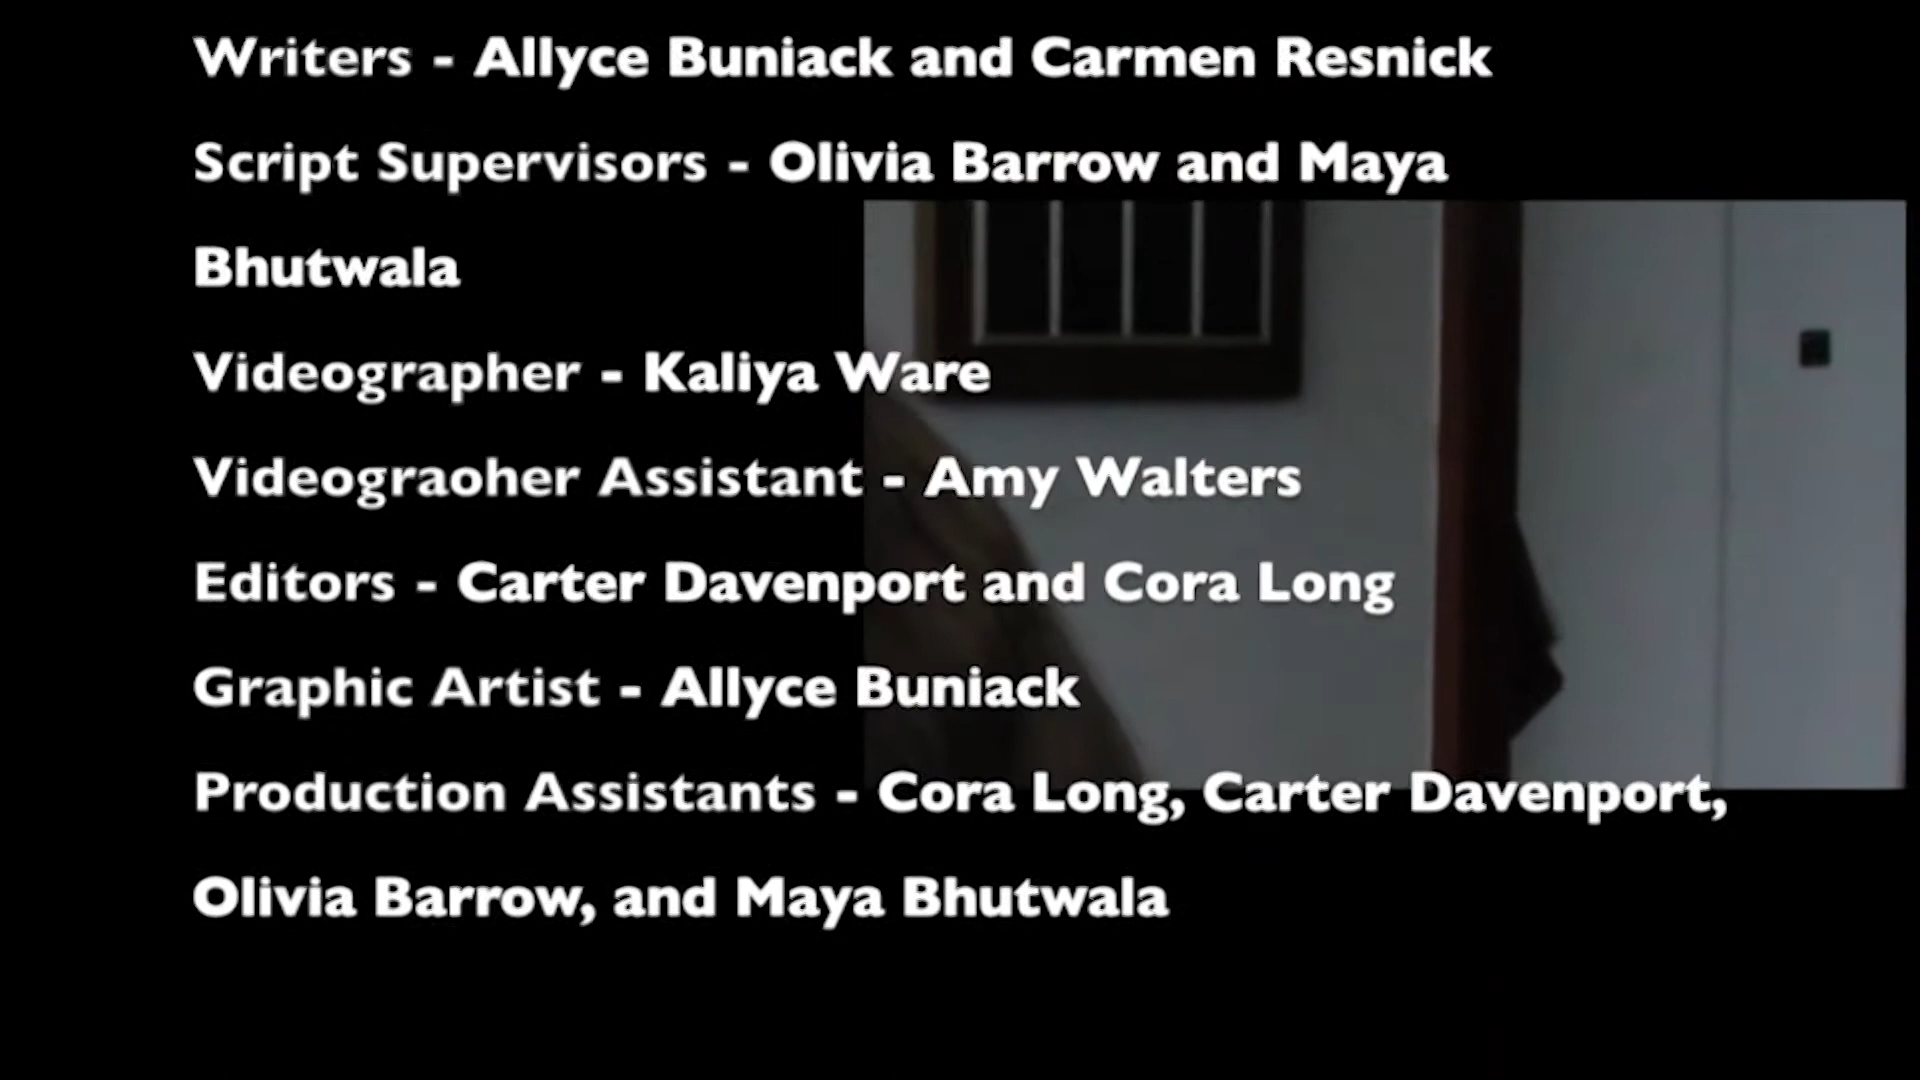 Writers - Allyce Buniack and Carmen Resnick
Script Supervisors - Olivia Barrow and Maya
Bhutwala
Videographer - Kaliya Ware
Videograoher Assistant - Amy Walters
Editors - Carter Davenport and Cora Long
Graphic Artist - Allyce Buniack
Production Assistants - Cora Long, Carter Davenport,
Olivia Barrow, and Maya Bhutwala